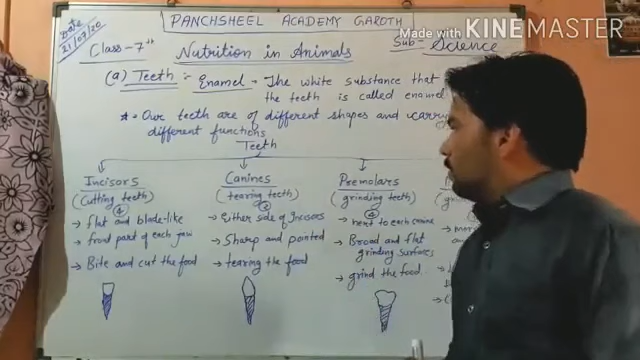 Made with KINEMASTER
Date
21/09/20
PANCHSHEEL ACADEMY GAROTH
Class - 7th
Nutrition in Animals
Sub - Science
(a) Teeth :- Enamel - The white substance that
the teeth is called enamel
* Our teeth are of different shapes and carry
different functions
Teeth
Incisors
(Cutting teeth)
(4)
→ flat and blade-like
→ front part of each jaw
→ Bite and cut the food
Canines
(tearing teeth)
(2)
→ Either side of Incisors
→ Sharp and pointed
→ tearing the food
Premolars
(grinding teeth)
(4)
→ next to each canine
→ Broad and flat
grinding surfaces
→ grind the food